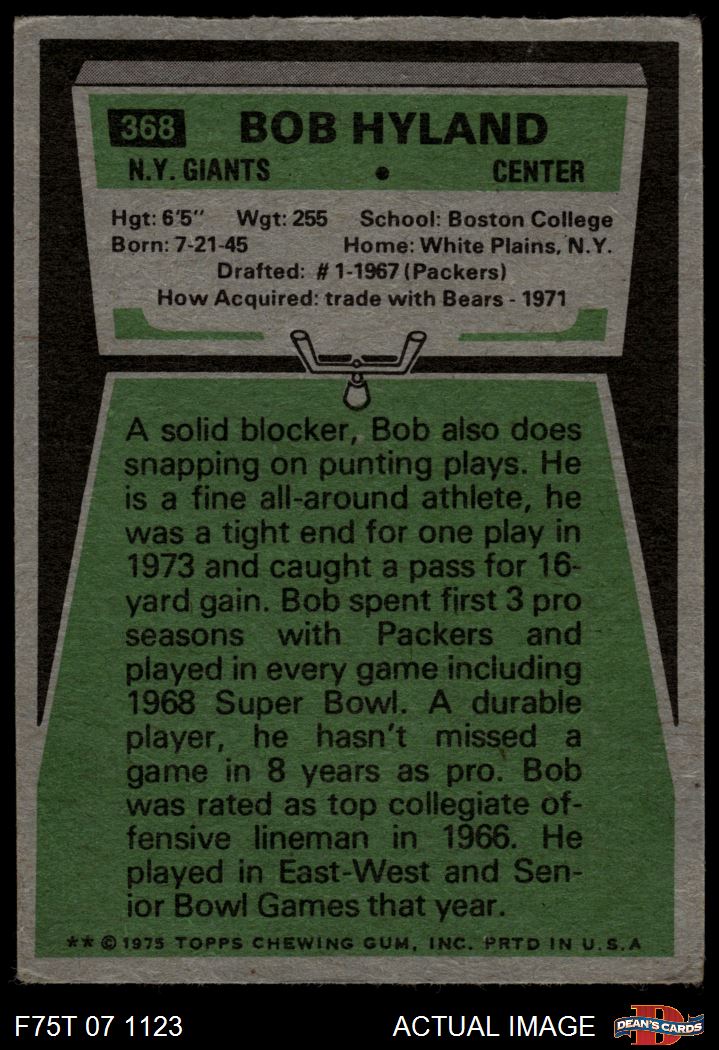 368 BOB HYLAND
N.Y. GIANTS • CENTER
Hgt: 6'5" Wgt: 255 School: Boston College
Born: 7-21-45 Home: White Plains, N.Y.
Drafted: #1-1967 (Packers)
How Acquired: trade with Bears - 1971
A solid blocker, Bob also does
snapping on punting plays. He
is a fine all-around athlete, he
was a tight end for one play in
1973 and caught a pass for 16-
yard gain. Bob spent first 3 pro
seasons with Packers and
played in every game including
1968 Super Bowl. A durable
player, he hasn't missed a
game in 8 years as pro. Bob
was rated as top collegiate of-
fensive lineman in 1966. He
played in East-West and Sen-
ior Bowl Games that year.
** © 1975 TOPPS CHEWING GUM, INC. PRTD IN U.S.A
F75T 07 1123 ACTUAL IMAGE DEAN'S CARDS